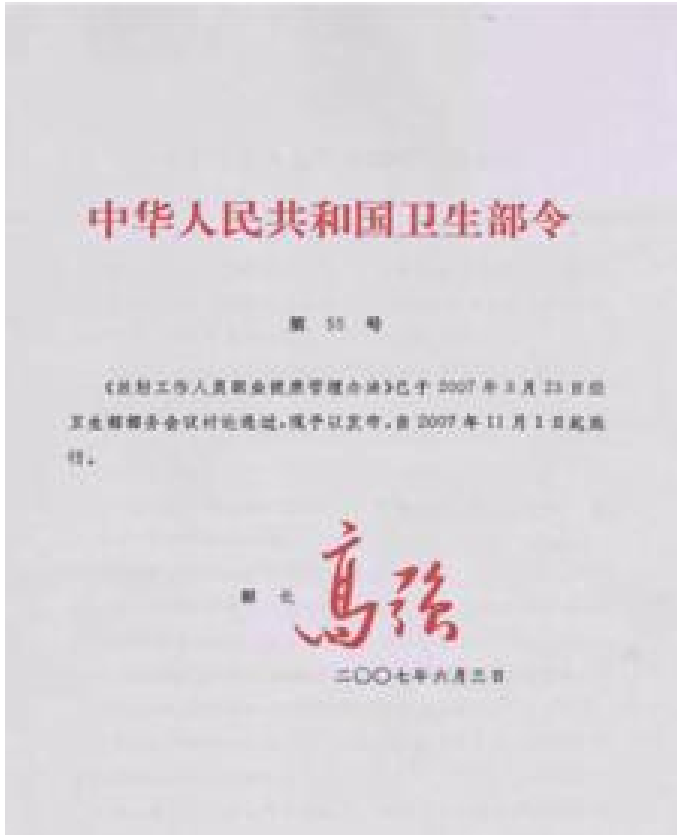 中华人民共和国卫生部令
第 55 号
《放射工作人员职业健康管理办法》已于 2007 年 3 月 23 日经
卫生部部务会议讨论通过,现予以发布,自 2007 年 11 月 1 日起施
行。
部 长 高强
二〇〇七年六月三日